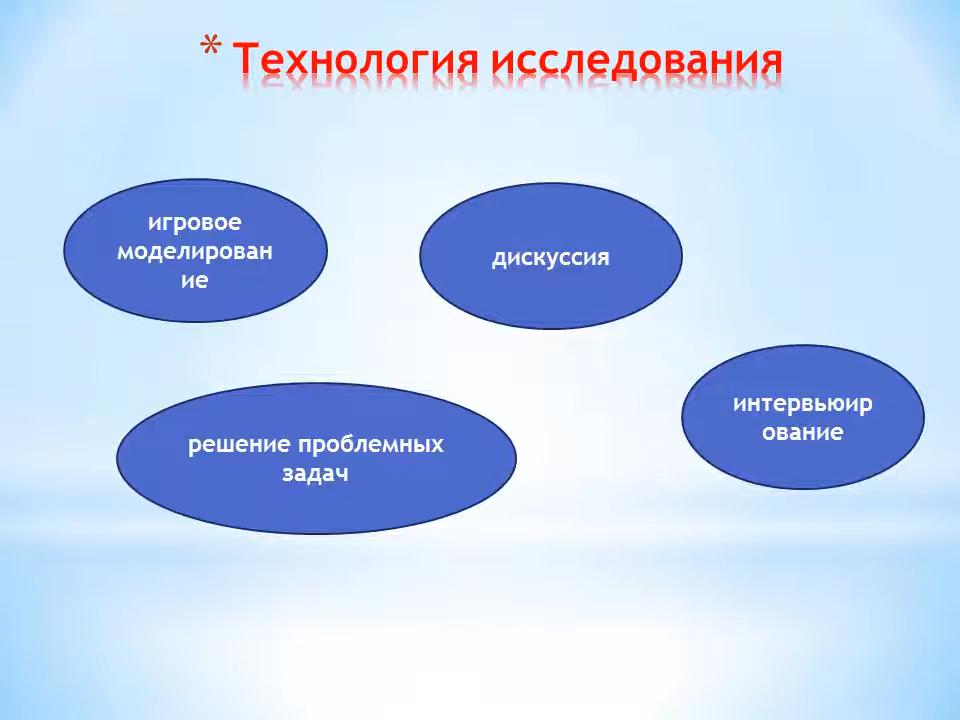 * Технология исследования
игровое
моделирован
ие
дискуссия
решение проблемных
задач
интервьюир
ование